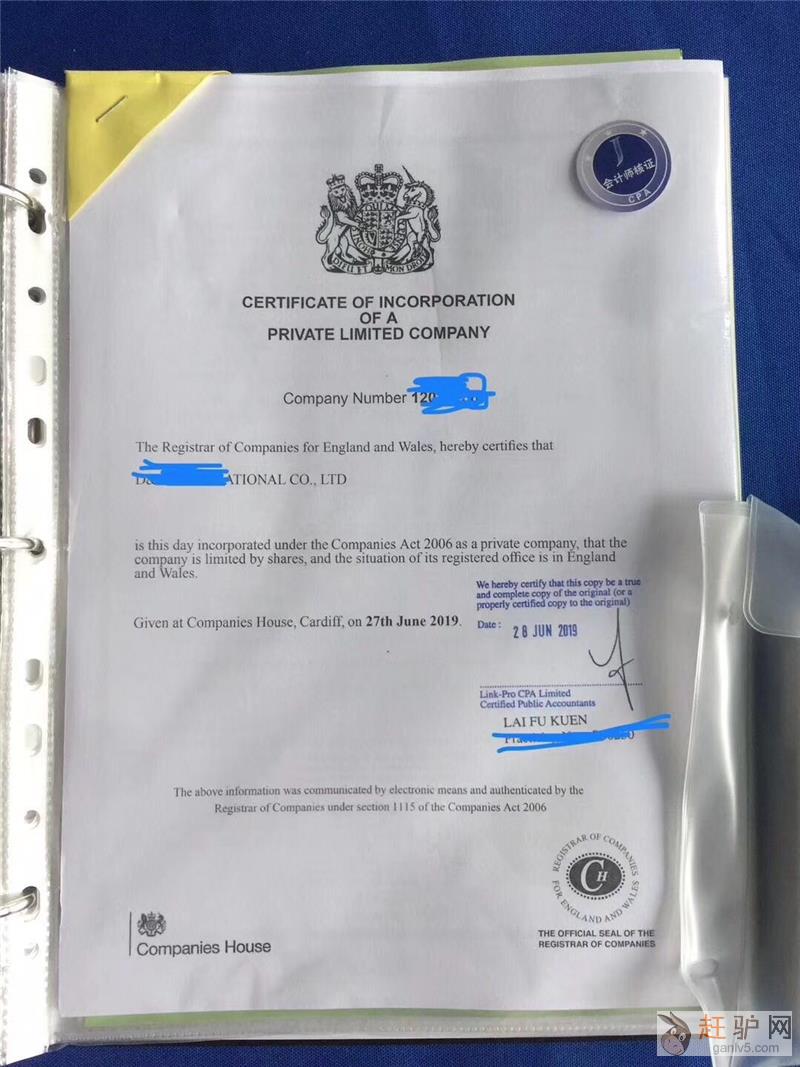 会计师核证
CPA
DIEU ET MON DROIT
CERTIFICATE OF INCORPORATION
OF A
PRIVATE LIMITED COMPANY
Company Number 120
The Registrar of Companies for England and Wales, hereby certifies that
ATIONAL CO., LTD
is this day incorporated under the Companies Act 2006 as a private company, that the
company is limited by shares, and the situation of its registered office is in England
and Wales.
We hereby certify that this copy be a true
and complete copy of the original (or a
properly certified copy to the original)
Given at Companies House, Cardiff, on 27th June 2019.
Date : 28 JUN 2019
Link-Pro CPA Limited
Certified Public Accountants
LAI FU KUEN
The above information was communicated by electronic means and authenticated by the
Registrar of Companies under section 1115 of the Companies Act 2006
REGISTRAR OF COMPANIES
FOR ENGLAND AND WALES
CH
THE OFFICIAL SEAL OF THE
REGISTRAR OF COMPANIES
Companies House
赶驴网
ganlv5.com